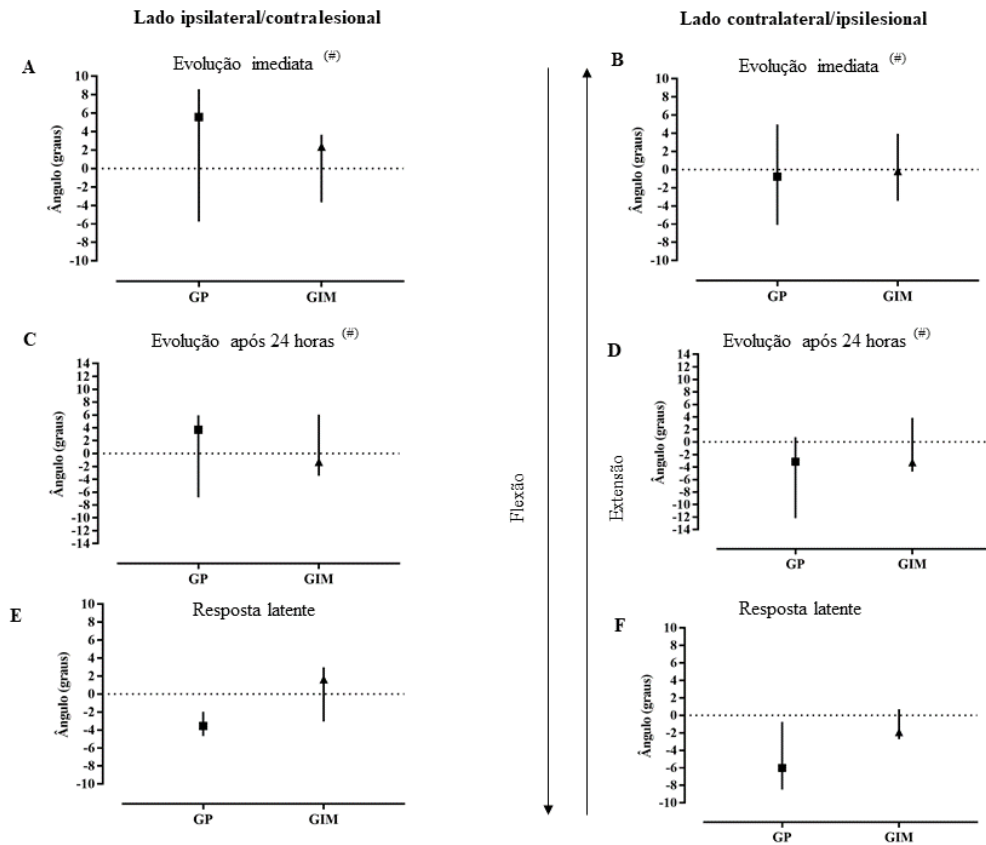 Lado ipsilateral/contralesional
Lado contralateral/ipsilesional
A
Evolução imediata (#)
10
8
6
4
2
0
-2
-4
-6
-8
-10
Ângulo (graus)
GP GIM
B
Evolução imediata (#)
10
8
6
4
2
0
-2
-4
-6
-8
-10
Ângulo (graus)
GP GIM
C
Evolução após 24 horas (#)
14
12
10
8
6
4
2
0
-2
-4
-6
-8
-10
-12
-14
Ângulo (graus)
GP GIM
Flexão
Extensão
D
Evolução após 24 horas (#)
14
12
10
8
6
4
2
0
-2
-4
-6
-8
-10
-12
-14
Ângulo (graus)
GP GIM
E
Resposta latente
10
8
6
4
2
0
-2
-4
-6
-8
-10
Ângulo (graus)
GP GIM
F
Resposta latente
10
8
6
4
2
0
-2
-4
-6
-8
-10
Ângulo (graus)
GP GIM